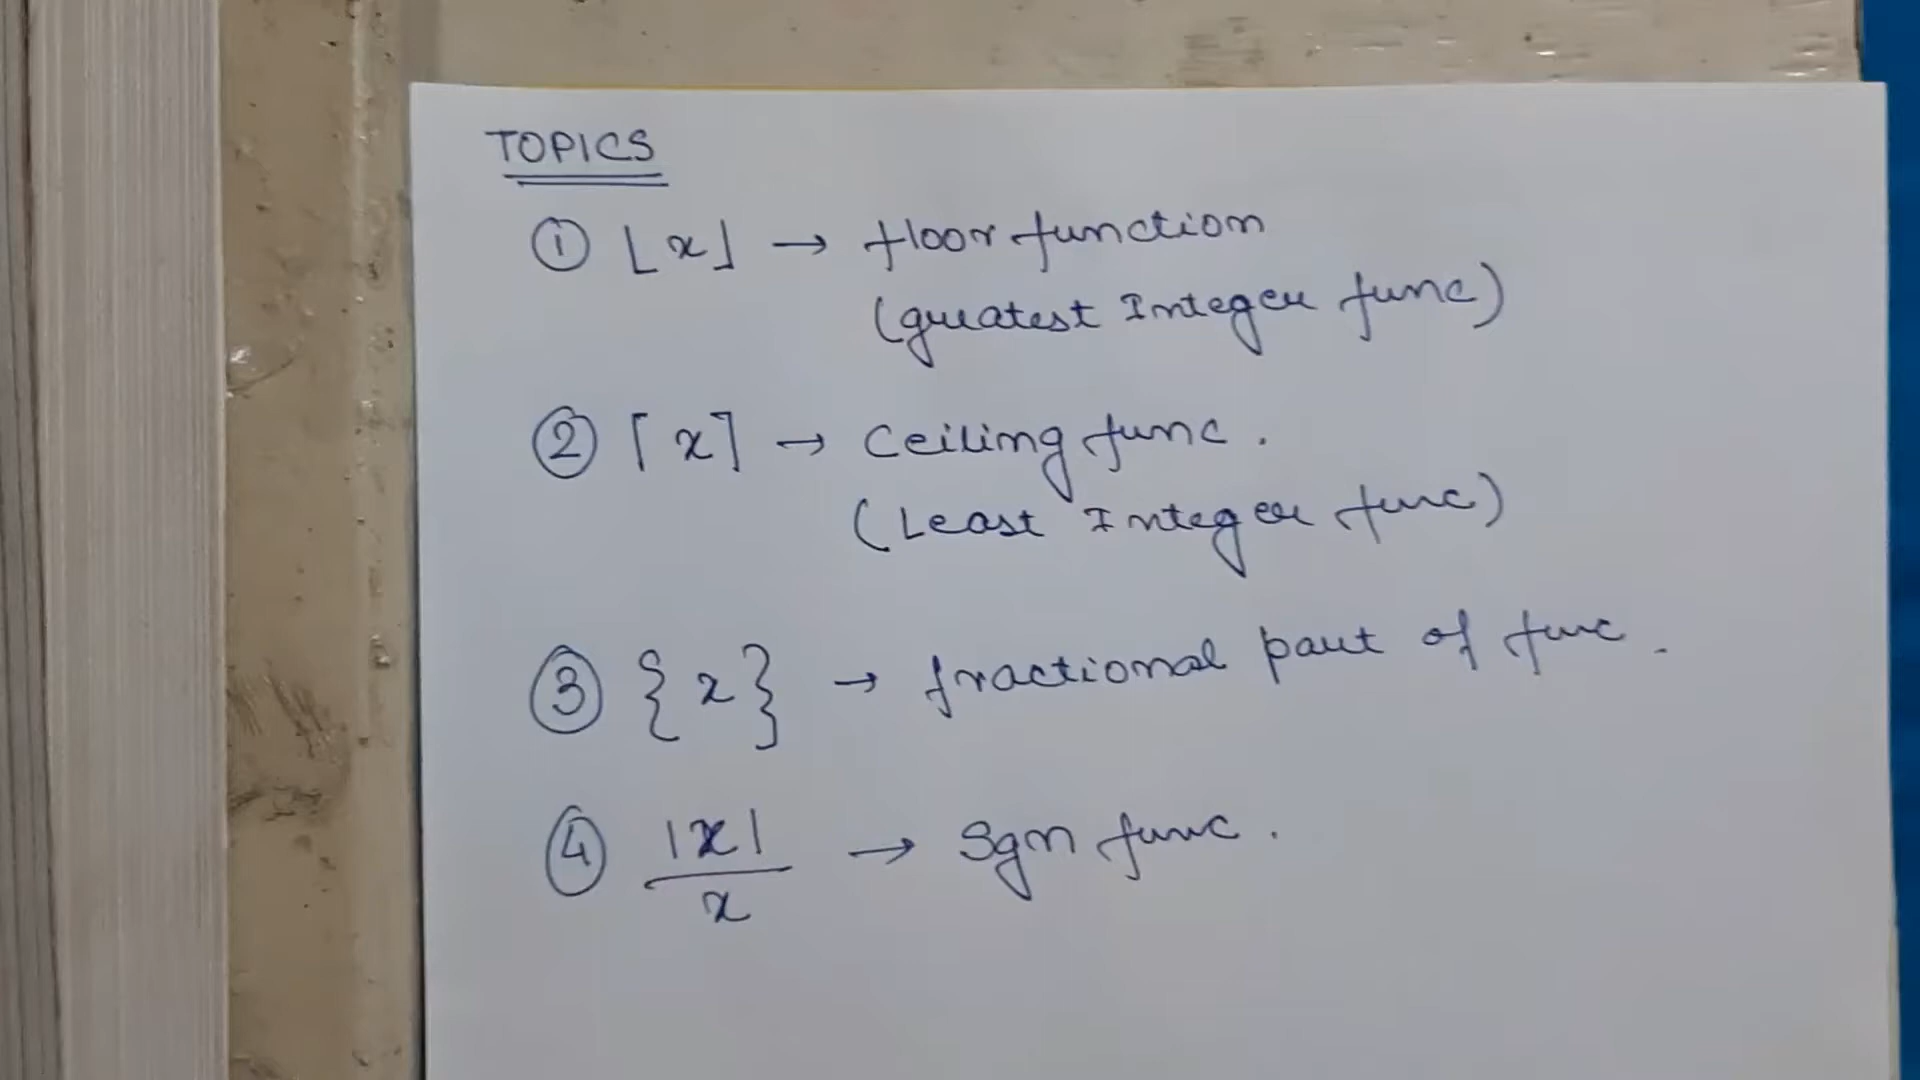 TOPICS
① ⌊x⌋ → floor function
(greatest Integer func)
② ⌈x⌉ → Ceiling func.
(Least Integer func)
③ {x} → fractional part of func.
④ |x|/x → Sgn func.